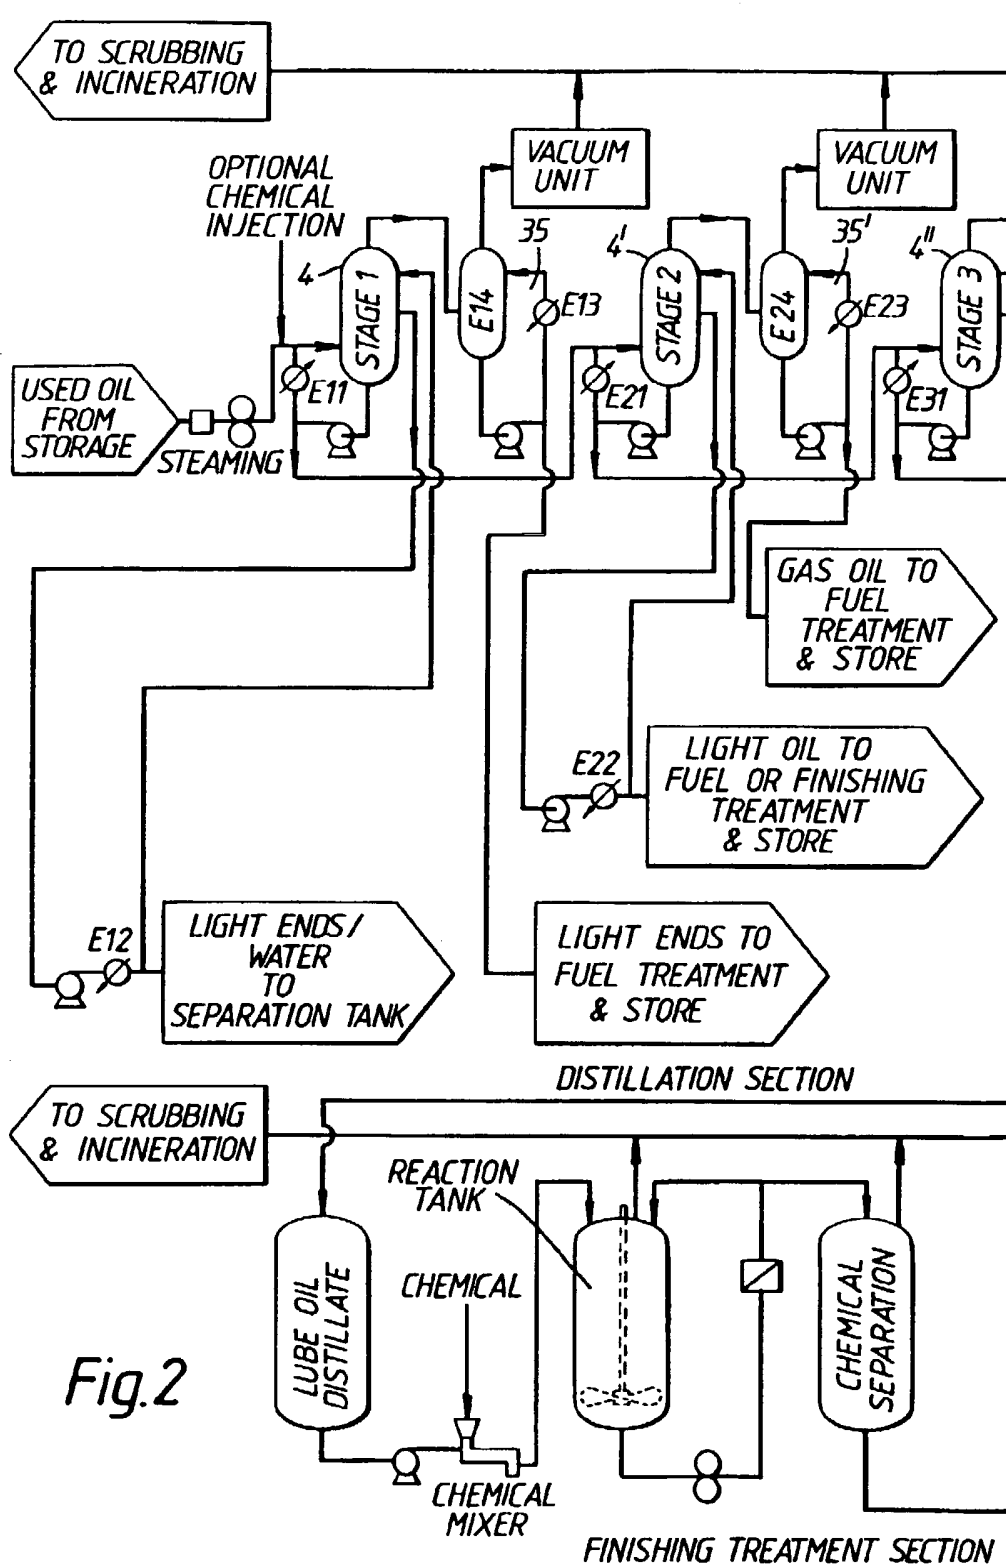 TO SCRUBBING
& INCINERATION
VACUUM
UNIT
VACUUM
UNIT
OPTIONAL
CHEMICAL
INJECTION
4
STAGE 1
E14
35
E13
4'
STAGE 2
E24
35'
E23
4"
STAGE 3
E11
E21
E31
USED OIL
FROM
STORAGE
STEAMING
GAS OIL TO
FUEL
TREATMENT
& STORE
LIGHT OIL TO
FUEL OR FINISHING
TREATMENT
& STORE
E22
E12
LIGHT ENDS/
WATER
TO
SEPARATION TANK
LIGHT ENDS TO
FUEL TREATMENT
& STORE
DISTILLATION SECTION
TO SCRUBBING
& INCINERATION
REACTION
TANK
LUBE OIL
DISTILLATE
CHEMICAL
CHEMICAL
SEPARATION
Fig.2
CHEMICAL
MIXER
FINISHING TREATMENT SECTION